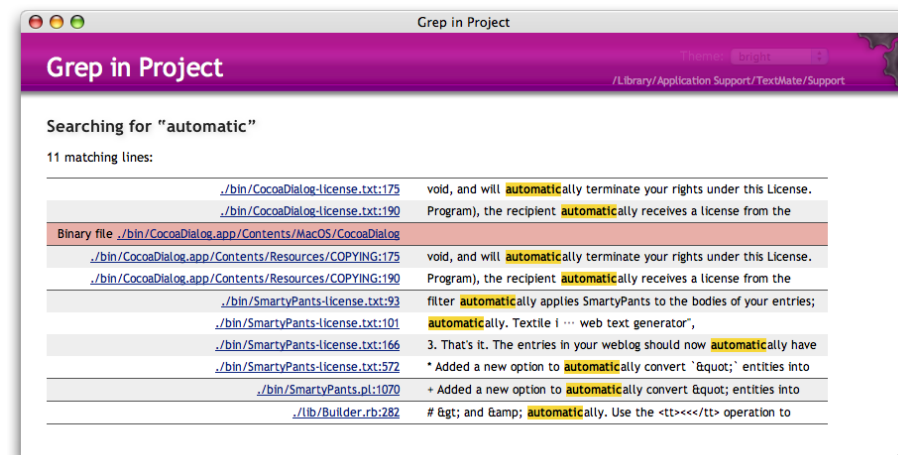 Grep in Project
Grep in Project
Theme: bright
/Library/Application Support/TextMate/Support
Searching for “automatic”
11 matching lines:
./bin/CocoaDialog-license.txt:175 void, and will automatically terminate your rights under this License.
./bin/CocoaDialog-license.txt:190 Program), the recipient automatically receives a license from the
Binary file ./bin/CocoaDialog.app/Contents/MacOS/CocoaDialog
./bin/CocoaDialog.app/Contents/Resources/COPYING:175 void, and will automatically terminate your rights under this License.
./bin/CocoaDialog.app/Contents/Resources/COPYING:190 Program), the recipient automatically receives a license from the
./bin/SmartyPants-license.txt:93 filter automatically applies SmartyPants to the bodies of your entries;
./bin/SmartyPants-license.txt:101 automatically. Textile i ··· web text generator",
./bin/SmartyPants-license.txt:166 3. That's it. The entries in your weblog should now automatically have
./bin/SmartyPants-license.txt:572 * Added a new option to automatically convert `&quot;` entities into
./bin/SmartyPants.pl:1070 + Added a new option to automatically convert &quot; entities into
./lib/Builder.rb:282 # &gt; and &amp; automatically. Use the <tt><<</tt> operation to